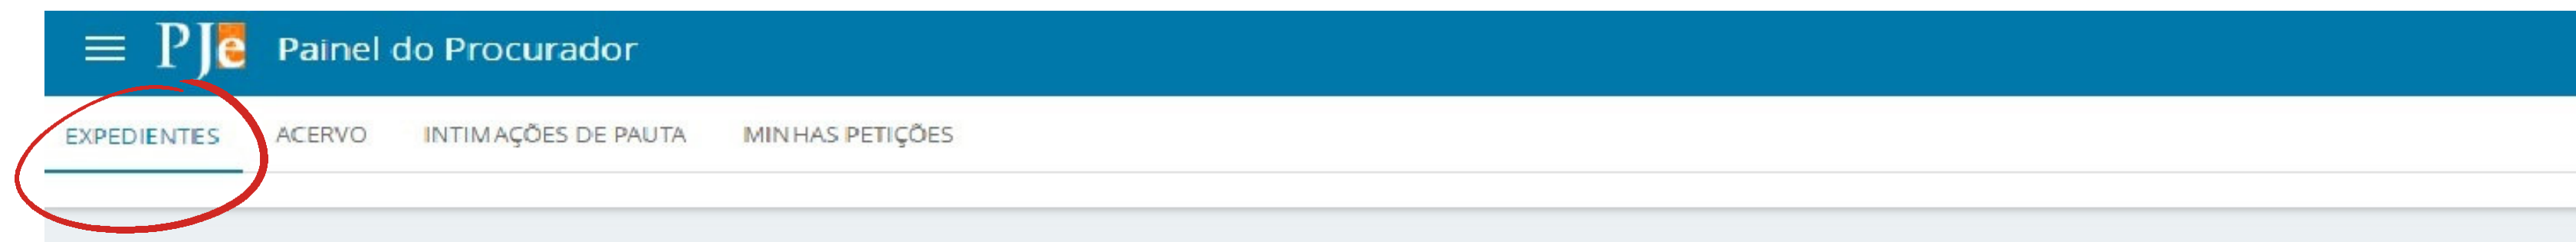 PJe Painel do Procurador
EXPEDIENTES ACERVO INTIMAÇÕES DE PAUTA MINHAS PETIÇÕES